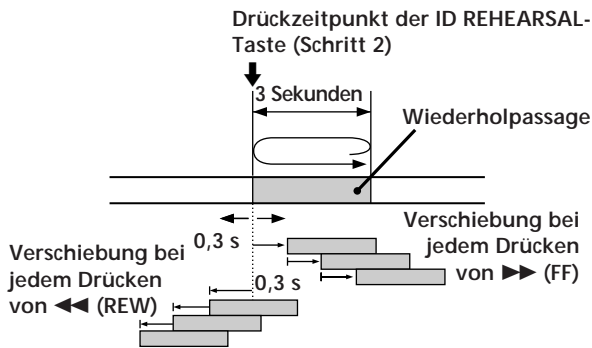 Drückzeitpunkt der ID REHEARSAL-
Taste (Schritt 2)
3 Sekunden
Wiederholpassage
0,3 s
Verschiebung bei
jedem Drücken
von ►► (FF)
Verschiebung bei
jedem Drücken
von ◄◄ (REW)
0,3 s